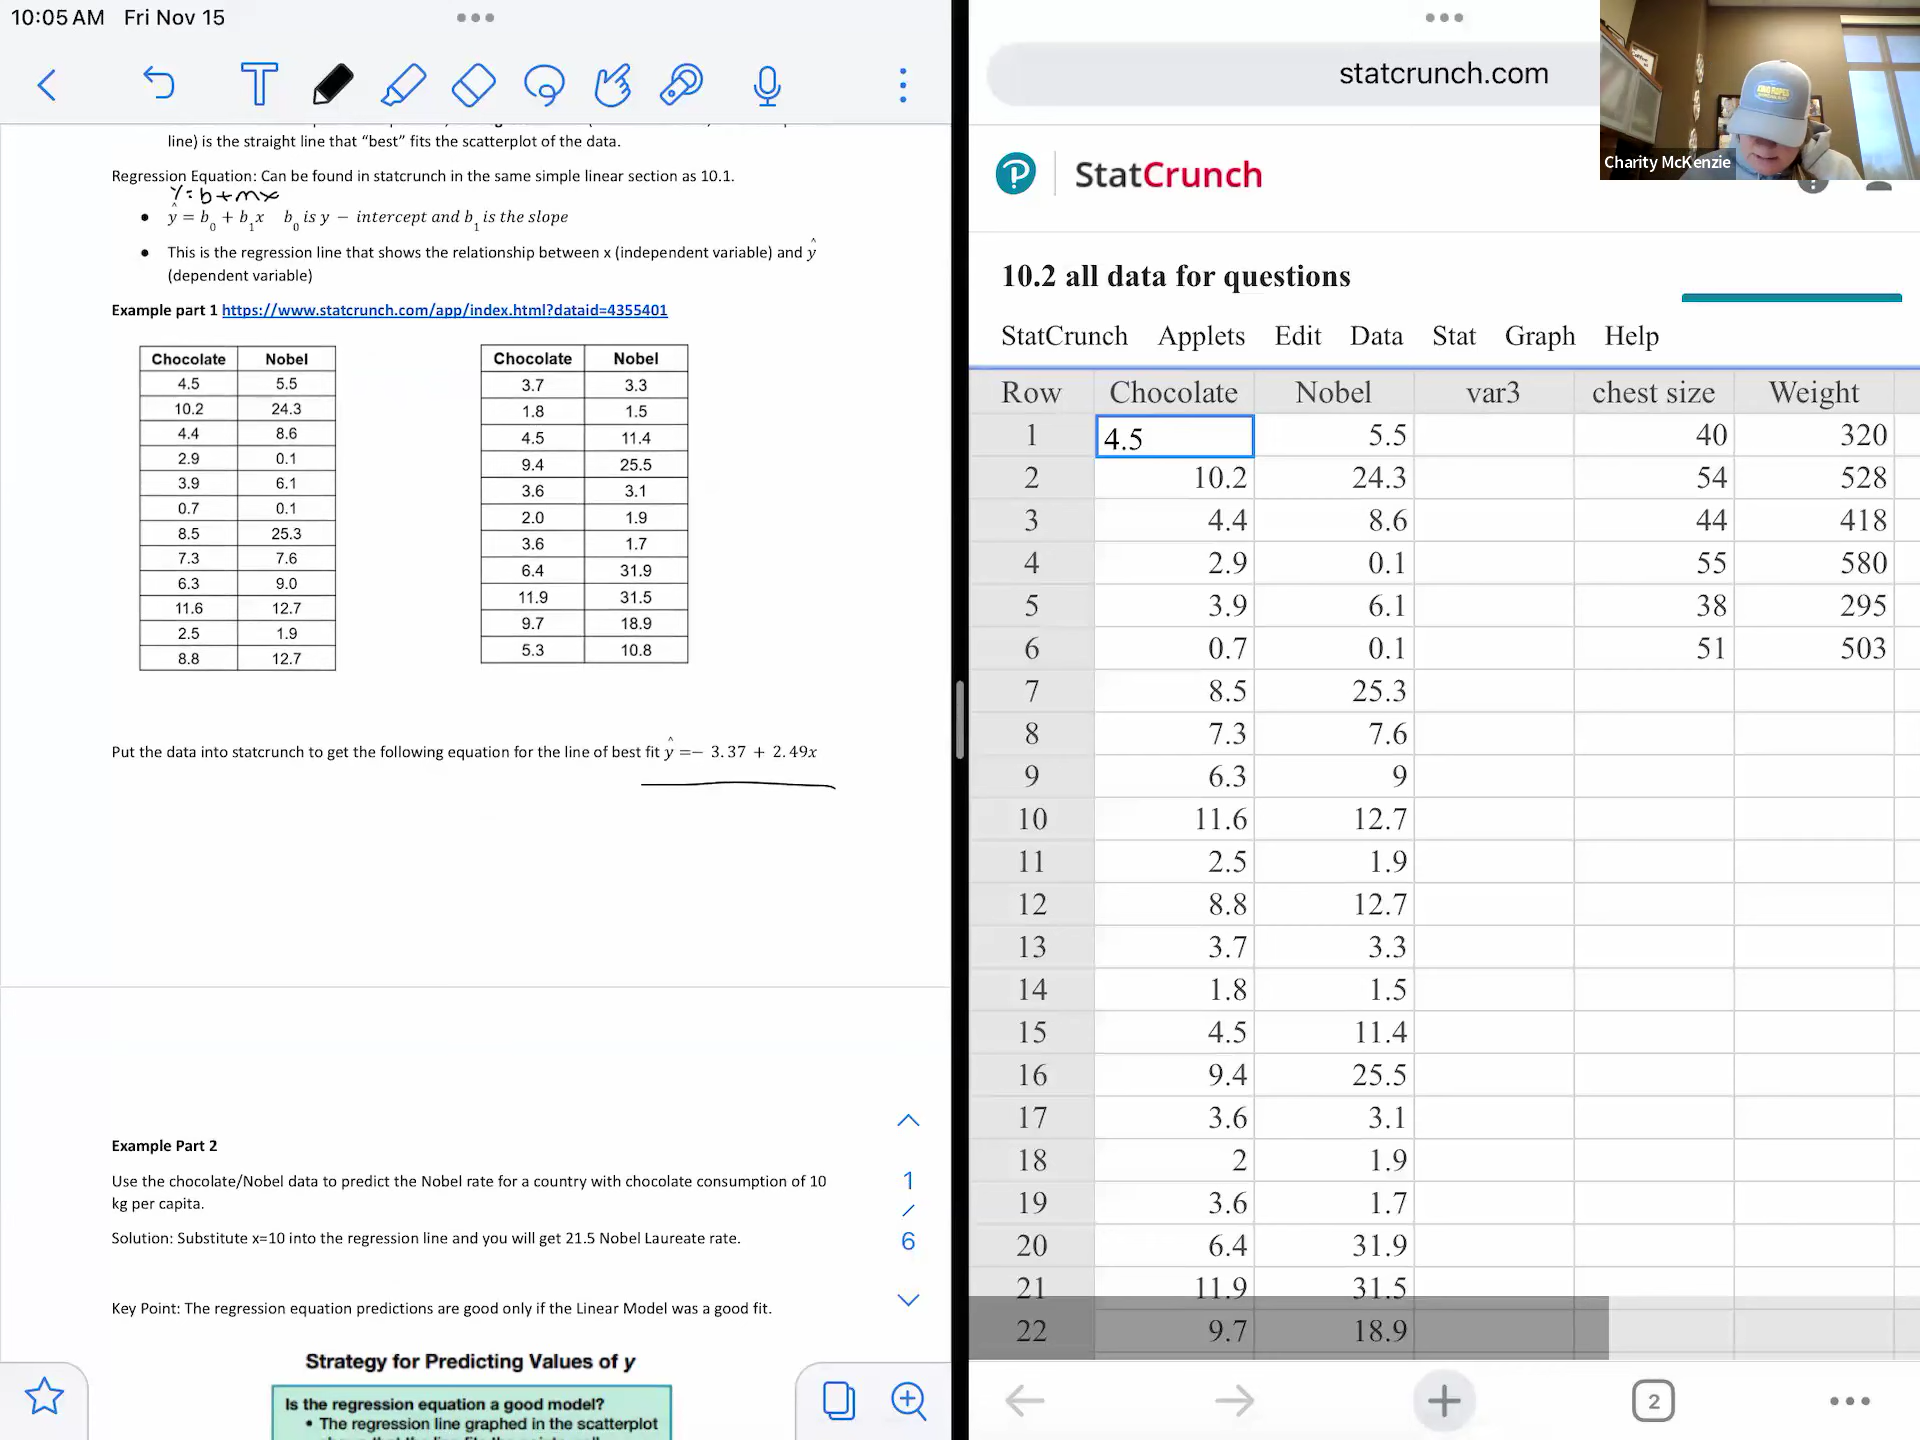 10:05 AM Fri Nov 15
line) is the straight line that “best” fits the scatterplot of the data.
Regression Equation: Can be found in statcrunch in the same simple linear section as 10.1.
Y = b + mx
• ŷ = b₀ + b₁x b₀ is y − intercept and b₁ is the slope
• This is the regression line that shows the relationship between x (independent variable) and ŷ
(dependent variable)
Example part 1 https://www.statcrunch.com/app/index.html?dataid=4355401
Chocolate Nobel
4.5 5.5
10.2 24.3
4.4 8.6
2.9 0.1
3.9 6.1
0.7 0.1
8.5 25.3
7.3 7.6
6.3 9.0
11.6 12.7
2.5 1.9
8.8 12.7
Chocolate Nobel
3.7 3.3
1.8 1.5
4.5 11.4
9.4 25.5
3.6 3.1
2.0 1.9
3.6 1.7
6.4 31.9
11.9 31.5
9.7 18.9
5.3 10.8
Put the data into statcrunch to get the following equation for the line of best fit ŷ =− 3.37 + 2.49x
Example Part 2
Use the chocolate/Nobel data to predict the Nobel rate for a country with chocolate consumption of 10
kg per capita.
Solution: Substitute x=10 into the regression line and you will get 21.5 Nobel Laureate rate.
Key Point: The regression equation predictions are good only if the Linear Model was a good fit.
1
/
6
Strategy for Predicting Values of y
Is the regression equation a good model?
• The regression line graphed in the scatterplot
statcrunch.com
Charity McKenzie
P StatCrunch
10.2 all data for questions
StatCrunch Applets Edit Data Stat Graph Help
Row Chocolate Nobel var3 chest size Weight
1 4.5 5.5 40 320
2 10.2 24.3 54 528
3 4.4 8.6 44 418
4 2.9 0.1 55 580
5 3.9 6.1 38 295
6 0.7 0.1 51 503
7 8.5 25.3
8 7.3 7.6
9 6.3 9
10 11.6 12.7
11 2.5 1.9
12 8.8 12.7
13 3.7 3.3
14 1.8 1.5
15 4.5 11.4
16 9.4 25.5
17 3.6 3.1
18 2 1.9
19 3.6 1.7
20 6.4 31.9
21 11.9 31.5
22 9.7 18.9
2